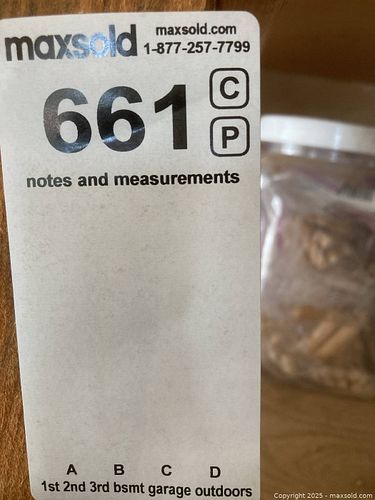 maxsold
maxsold.com
1-877-257-7799
661
C
P
notes and measurements
A B C D
1st 2nd 3rd bsmt garage outdoors
Copyright 2025 - maxsold.com